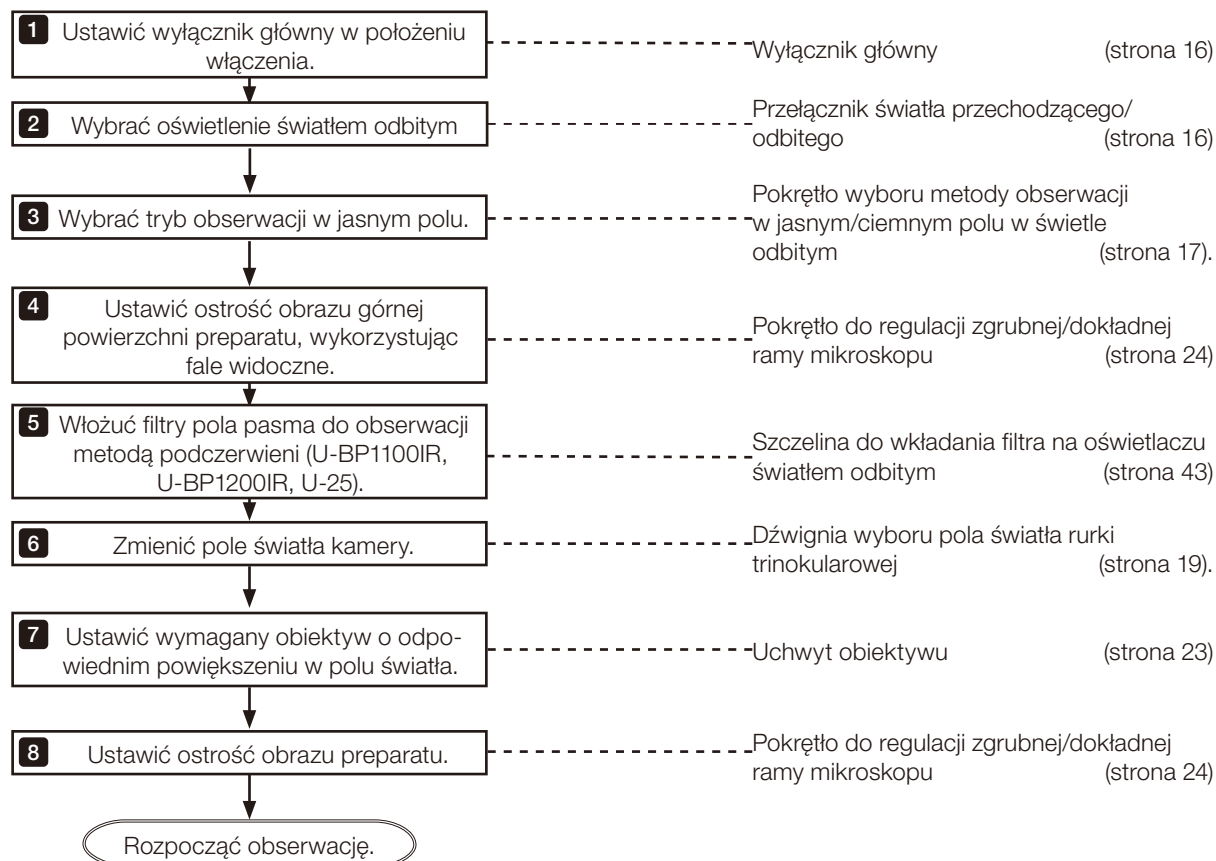 1 Ustawić wyłącznik główny w położeniu
włączenia.
Wyłącznik główny (strona 16)
2 Wybrać oświetlenie światłem odbitym
Przełącznik światła przechodzącego/
odbitego (strona 16)
3 Wybrać tryb obserwacji w jasnym polu.
Pokrętło wyboru metody obserwacji
w jasnym/ciemnym polu w świetle
odbitym (strona 17).
4 Ustawić ostrość obrazu górnej
powierzchni preparatu, wykorzystując
fale widoczne.
Pokrętło do regulacji zgrubnej/dokładnej
ramy mikroskopu (strona 24)
5 Włożuć filtry pola pasma do obserwacji
metodą podczerwieni (U-BP1100IR,
U-BP1200IR, U-25).
Szczelina do wkładania filtra na oświetlaczu
światłem odbitym (strona 43)
6 Zmienić pole światła kamery.
Dźwignia wyboru pola światła rurki
trinokularowej (strona 19).
7 Ustawić wymagany obiektyw o odpo-
wiednim powiększeniu w polu światła.
Uchwyt obiektywu (strona 23)
8 Ustawić ostrość obrazu preparatu.
Pokrętło do regulacji zgrubnej/dokładnej
ramy mikroskopu (strona 24)
Rozpocząć obserwację.